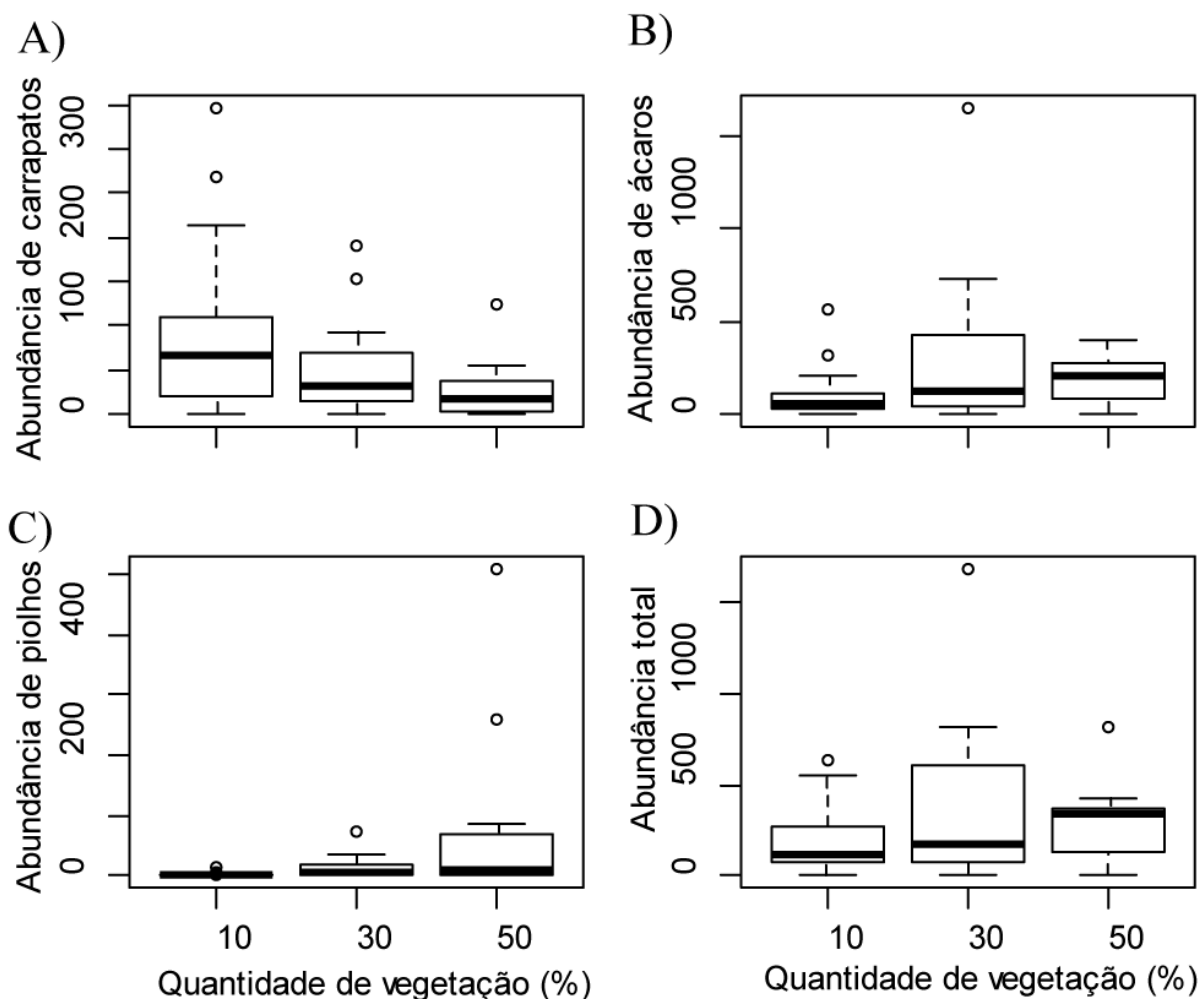 A)
Abundância de carrapatos
0
100
200
300
B)
Abundância de ácaros
0
500
1000
C)
Abundância de piolhos
0
200
400
10
30
50
Quantidade de vegetação (%)
D)
Abundância total
0
500
1000
10
30
50
Quantidade de vegetação (%)